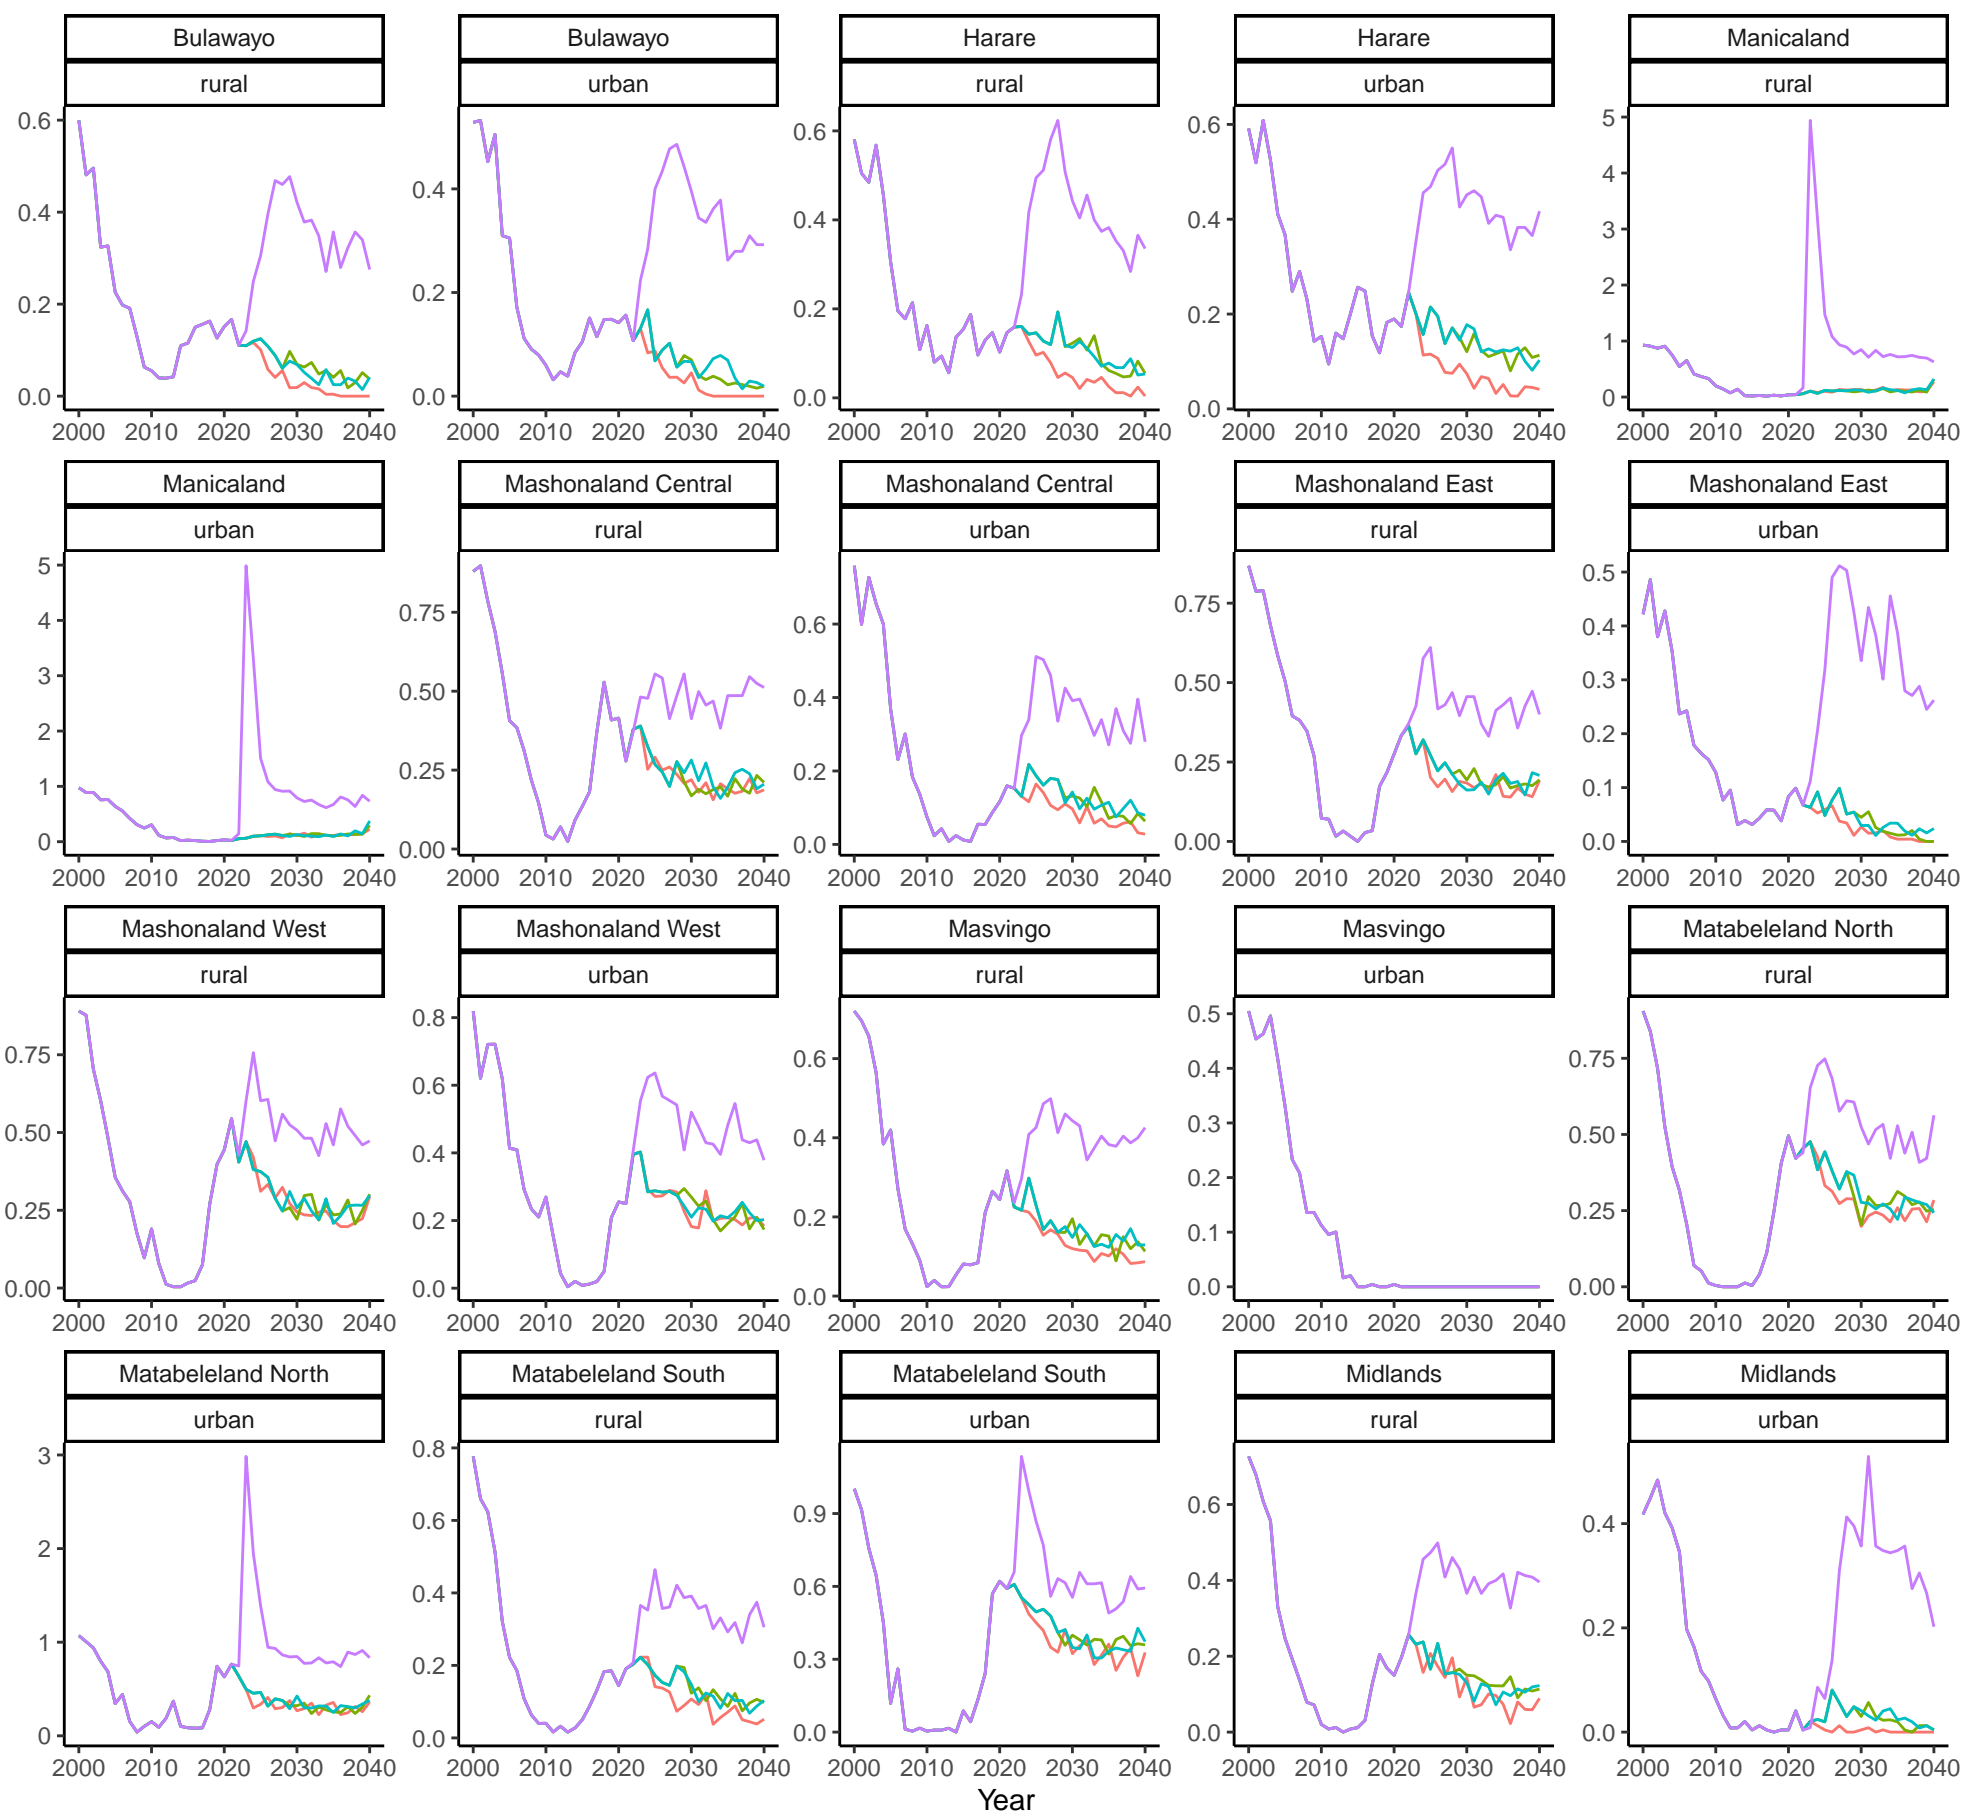 Bulawayo Bulawayo Harare Harare Manicaland
rural urban rural urban rural
0.6 0.4 0.2 0.0
0.4 0.2 0.0
0.6 0.4 0.2 0.0
0.6 0.4 0.2 0.0
5 4 3 2 1 0
2000 2010 2020 2030 2040 2000 2010 2020 2030 2040 2000 2010 2020 2030 2040 2000 2010 2020 2030 2040 2000 2010 2020 2030 2040
Manicaland Mashonaland Central Mashonaland Central Mashonaland East Mashonaland East
urban rural urban rural urban
5 4 3 2 1 0
0.75 0.50 0.25 0.00
0.6 0.4 0.2 0.0
0.75 0.50 0.25 0.00
0.5 0.4 0.3 0.2 0.1 0.0
2000 2010 2020 2030 2040 2000 2010 2020 2030 2040 2000 2010 2020 2030 2040 2000 2010 2020 2030 2040 2000 2010 2020 2030 2040
Mashonaland West Mashonaland West Masvingo Masvingo Matabeleland North
rural urban rural urban rural
0.75 0.50 0.25 0.00
0.8 0.6 0.4 0.2 0.0
0.6 0.4 0.2 0.0
0.5 0.4 0.3 0.2 0.1 0.0
0.75 0.50 0.25 0.00
2000 2010 2020 2030 2040 2000 2010 2020 2030 2040 2000 2010 2020 2030 2040 2000 2010 2020 2030 2040 2000 2010 2020 2030 2040
Matabeleland North Matabeleland South Matabeleland South Midlands Midlands
urban rural urban rural urban
3 2 1 0
0.8 0.6 0.4 0.2 0.0
0.9 0.6 0.3 0.0
0.6 0.4 0.2 0.0
0.4 0.2 0.0
2000 2010 2020 2030 2040 2000 2010 2020 2030 2040 2000 2010 2020 2030 2040 2000 2010 2020 2030 2040 2000 2010 2020 2030 2040
Year